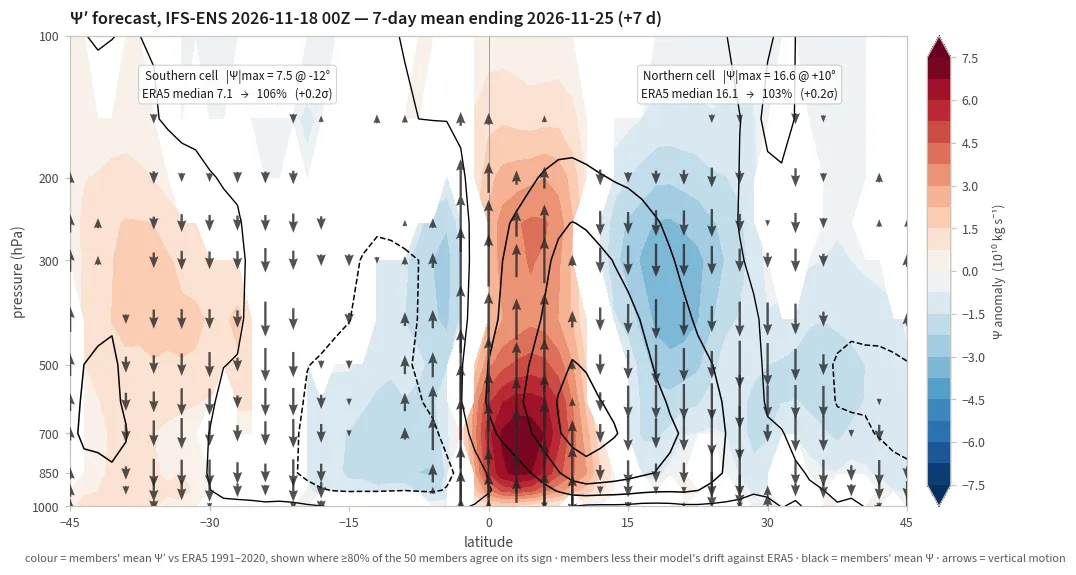 Ψ′ forecast, IFS-ENS 2026-11-18 00Z — 7-day mean ending 2026-11-25 (+7 d)
Southern cell |Ψ|max = 7.5 @ -12°
ERA5 median 7.1 → 106% (+0.2σ)
Northern cell |Ψ|max = 16.6 @ +10°
ERA5 median 16.1 → 103% (+0.2σ)
pressure (hPa)
100
200
300
400
500
700
850
1000
−45
−30
−15
0
15
30
45
latitude
7.5
6.0
4.5
3.0
1.5
0.0
−1.5
−3.0
−4.5
−6.0
−7.5
Ψ anomaly (10¹⁰ kg s⁻¹)
colour = members' mean Ψ′ vs ERA5 1991–2020, shown where ≥80% of the 50 members agree on its sign · members less their model's drift against ERA5 · black = members' mean Ψ · arrows = vertical motion